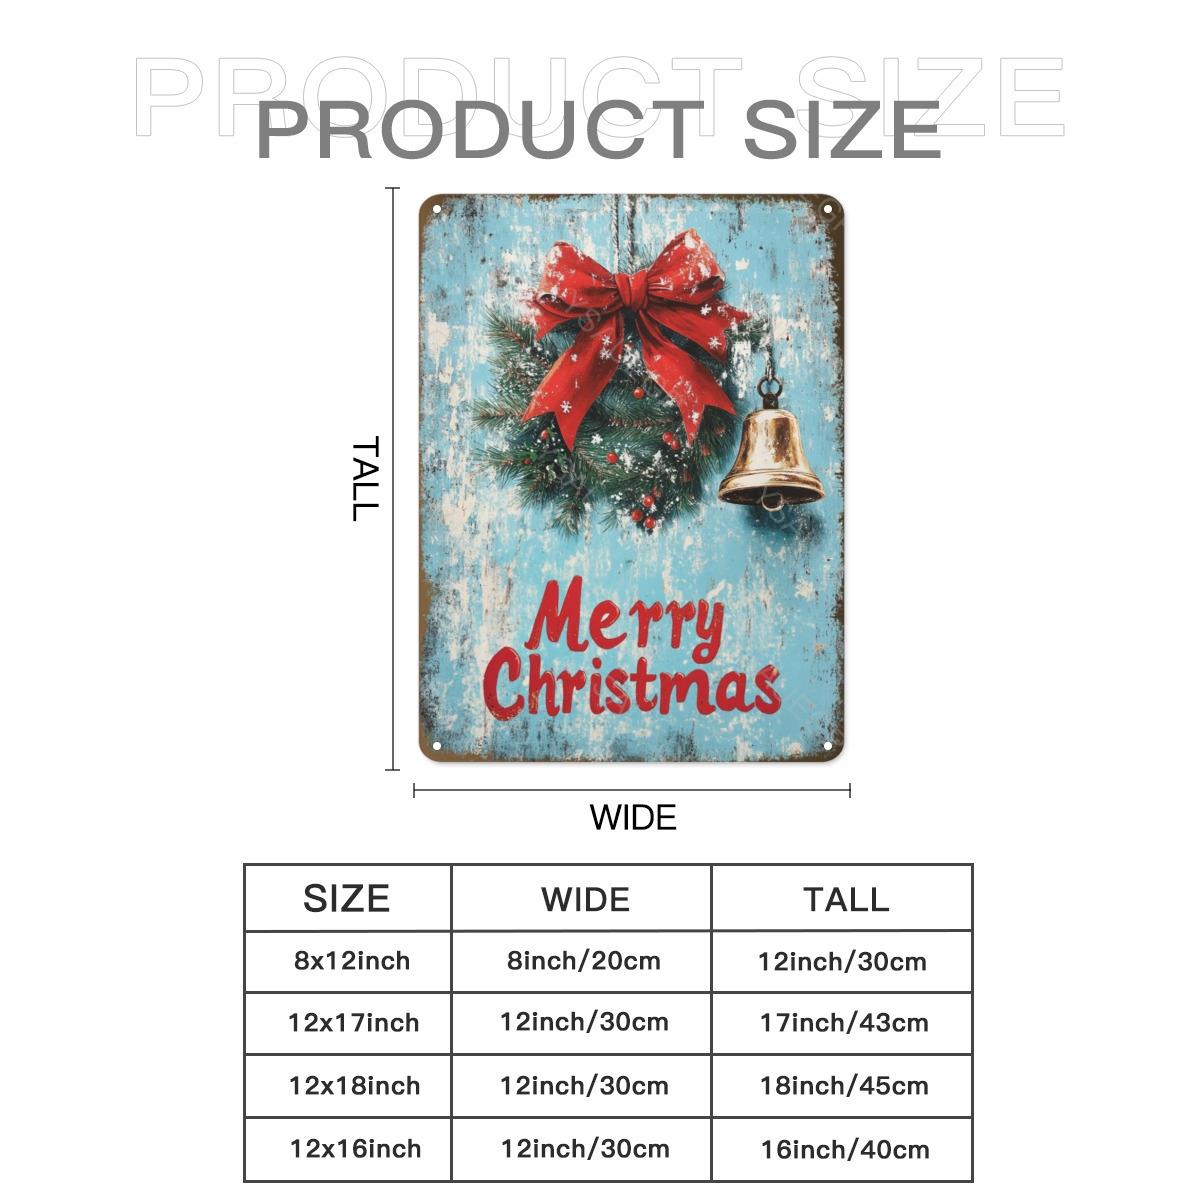 PRODUCT SIZE
PRODUCT SIZE
TALL
Merry
Christmas
WIDE
SIZE WIDE TALL
8x12inch 8inch/20cm 12inch/30cm
12x17inch 12inch/30cm 17inch/43cm
12x18inch 12inch/30cm 18inch/45cm
12x16inch 12inch/30cm 16inch/40cm